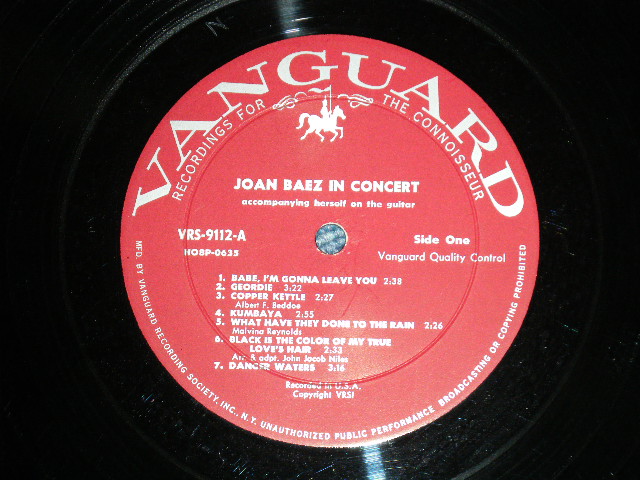 VANGUARD
RECORDINGS FOR THE CONNOISSEUR
JOAN BAEZ IN CONCERT
accompanying herself on the guitar
VRS-9112-A
HO8P-0635
Side One
Vanguard Quality Control
1. BABE, I'M GONNA LEAVE YOU 2:38
2. GEORDIE 3:22
3. COPPER KETTLE 2:27
Albert F. Beddoe
4. KUMBAYA 2:55
5. WHAT HAVE THEY DONE TO THE RAIN 2:26
Malvina Reynolds
6. BLACK IS THE COLOR OF MY TRUE
LOVE'S HAIR 2:33
Arr. & adpt. John Jacob Niles
7. DANGER WATERS 3:16
Recorded in U.S.A.
Copyright VRSI
MFD. BY VANGUARD RECORDING SOCIETY, INC. N.Y. UNAUTHORIZED PUBLIC PERFORMANCE BROADCASTING OR COPYING PROHIBITED